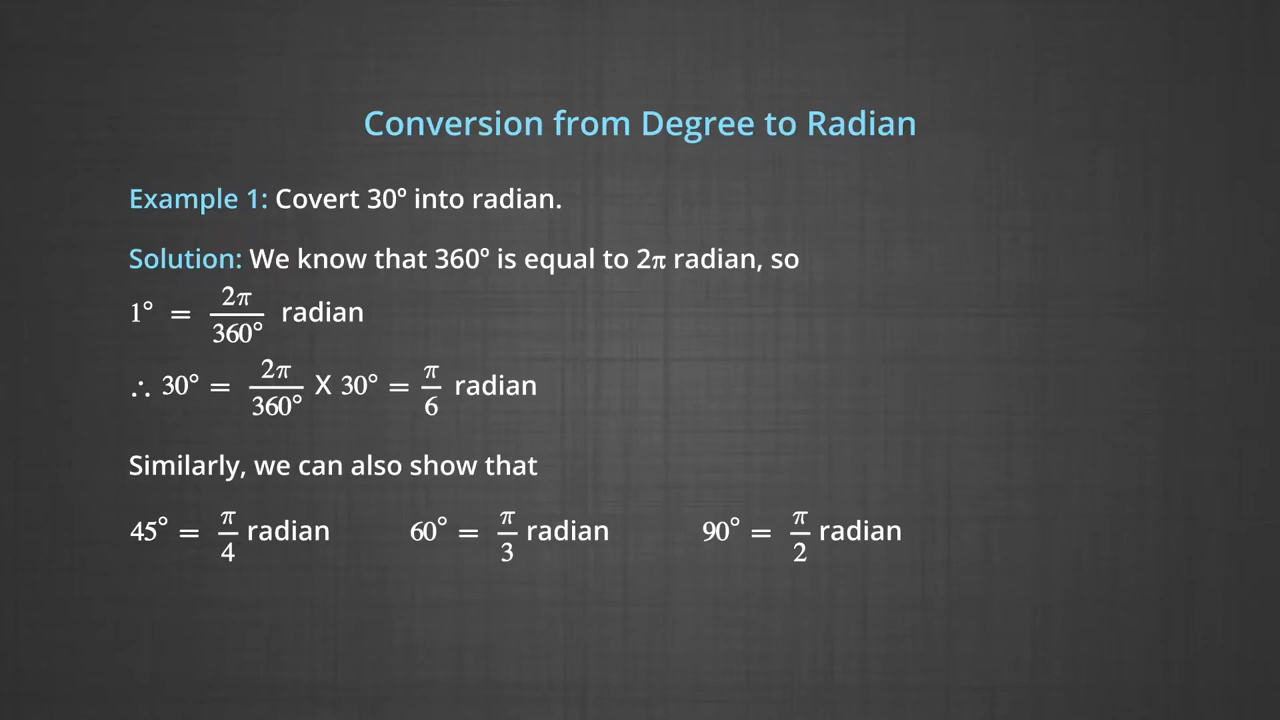 Conversion from Degree to Radian
Example 1: Covert 30º into radian.
Solution: We know that 360º is equal to 2π radian, so
1° = 2π/360° radian
∴ 30° = 2π/360° X 30° = π/6 radian
Similarly, we can also show that
45° = π/4 radian 60° = π/3 radian 90° = π/2 radian